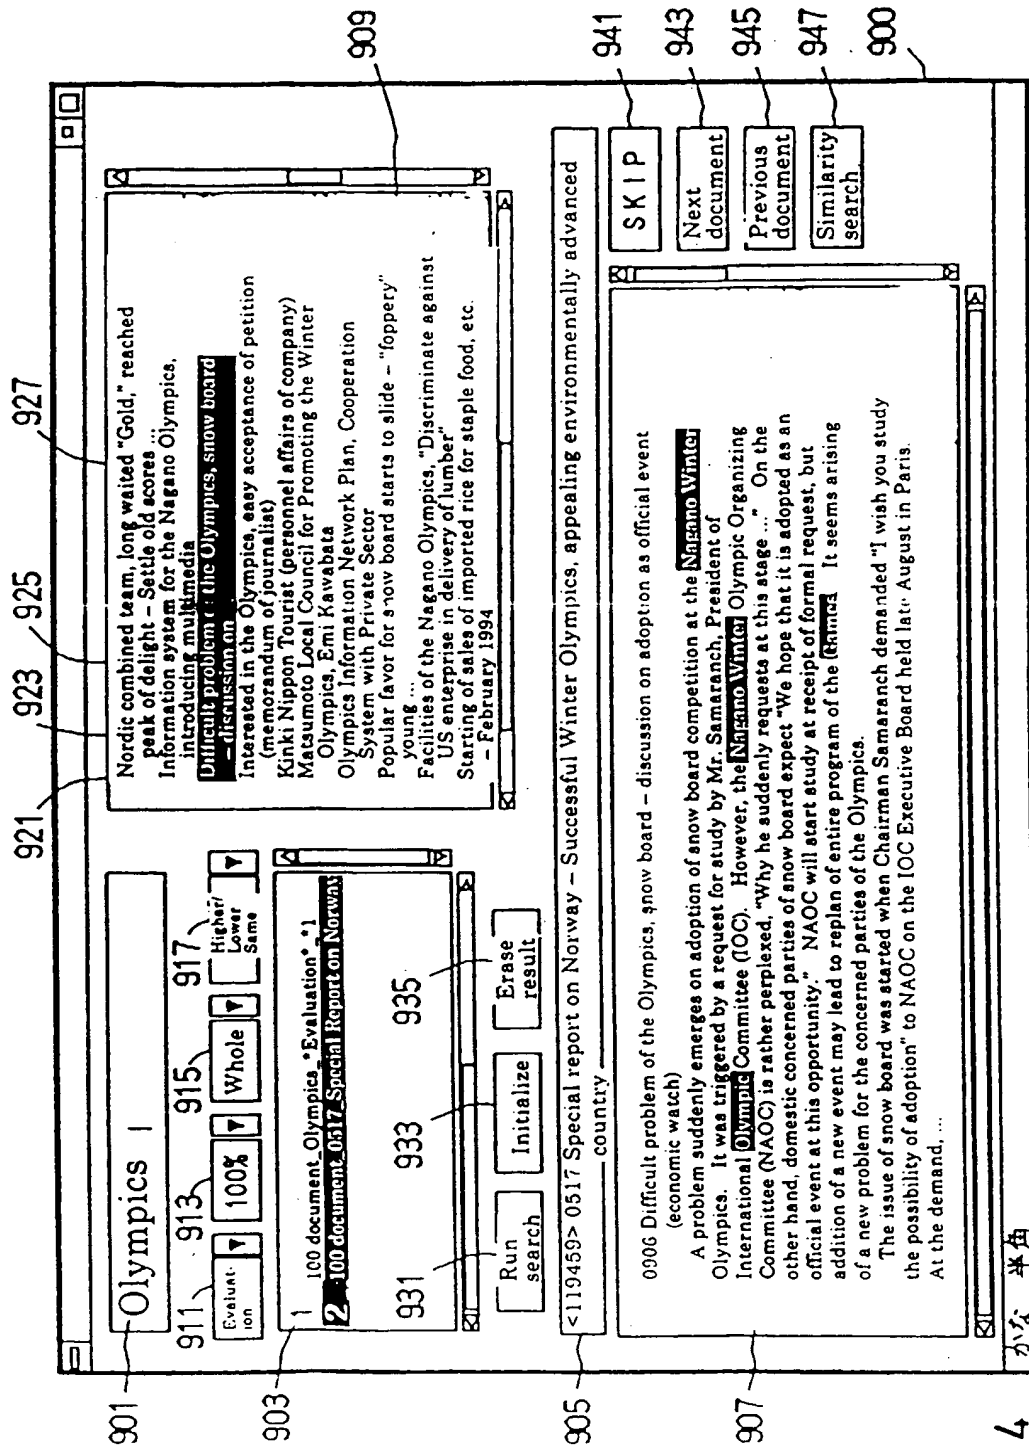 921
923
925
927
901
Olympics
911
913
915
917
Evaluat-
ion
100%
Whole
Higher/
Lower
Same
903
1 100 document_Olympica_*Evaluation*_*1
2 100 document_0317_Special Report on Norway
931
933
935
Run
search
Initialize
Erase
result
909
Nordic combined team, long waited "Gold," reached
peak of delight – Settle old scores ...
Information system for the Nagano Olympics,
introducing multimedia
Difficult problem the Olympics, snow board
– discussion on
Interested in the Olympics, easy acceptance of petition
(memorandum of journalist)
Kinki Nippon Tourist (personnel affairs of company)
Matsumoto Local Council for Promoting the Winter
Olympics, Emi Kawabata
Olympics Information Network Plan, Cooperation
System with Private Sector
Popular favor for snow board starts to slide – "foppery"
young ...
Facilities of the Nagano Olympics, "Discriminate against
US enterprise in delivery of lumber"
Starting of sales of imported rice for staple food, etc.
– February 1994
905
<119459> 0517 Special report on Norway – Successful Winter Olympics, appealing environmentally advanced
country
907
0906 Difficult problem of the Olympics, snow board – discussion on adoption as official event
(economic watch)
A problem suddenly emerges on adoption of snow board competition at the Nagano Winter
Olympics. It was triggered by a request for study by Mr. Samaranch, President of
International Olympic Committee (IOC). However, the Nagano Winter Olympic Organizing
Committee (NAOC) is rather perplexed, "Why he suddenly requests at this stage ..." On the
other hand, domestic concerned parties of snow board expect "We hope that it is adopted as an
official event at this opportunity." NAOC will start study at receipt of formal request, but
addition of a new event may lead to replan of entire program of the It seems arising
of a new problem for the concerned parties of the Olympics.
The issue of snow board was started when Chairman Samaranch demanded "I wish you study
the possibility of adoption" to NAOC on the IOC Executive Board held late August in Paris.
At the demand, ...
SKIP
941
Next
document
943
Previous
document
945
Similarity
search
947
900
かな 半角
4